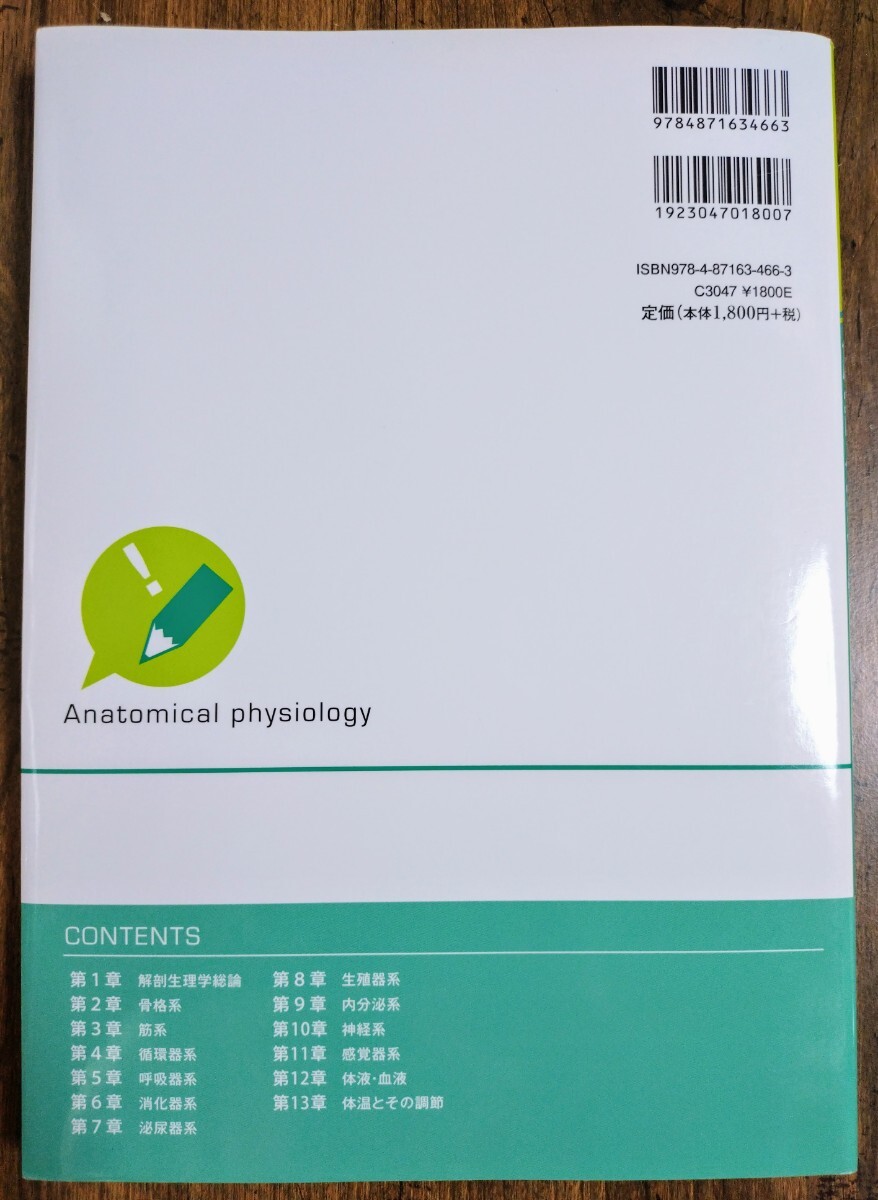 9784871634663
1923047018007
ISBN978-4-87163-466-3
C3047 ¥1800E
定価(本体1,800円+税)
!
Anatomical physiology
CONTENTS
第1章 解剖生理学総論
第2章 骨格系
第3章 筋系
第4章 循環器系
第5章 呼吸器系
第6章 消化器系
第7章 泌尿器系
第8章 生殖器系
第9章 内分泌系
第10章 神経系
第11章 感覚器系
第12章 体液・血液
第13章 体温とその調節